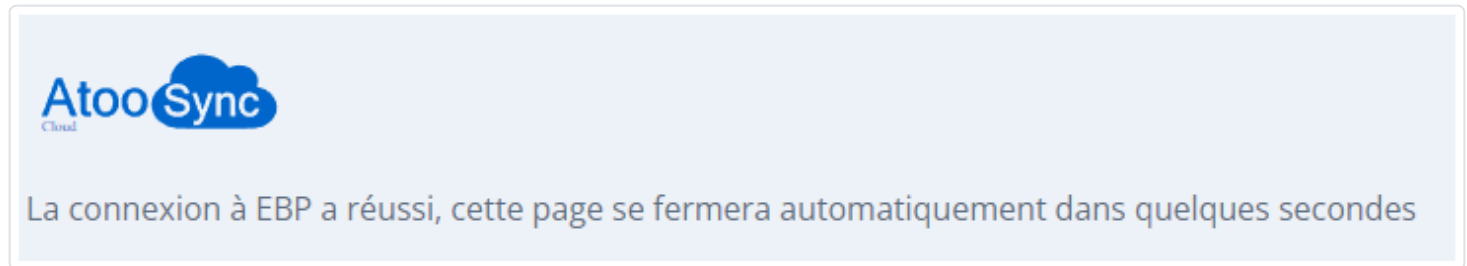 AtooSync
Cloud
La connexion à EBP a réussi, cette page se fermera automatiquement dans quelques secondes